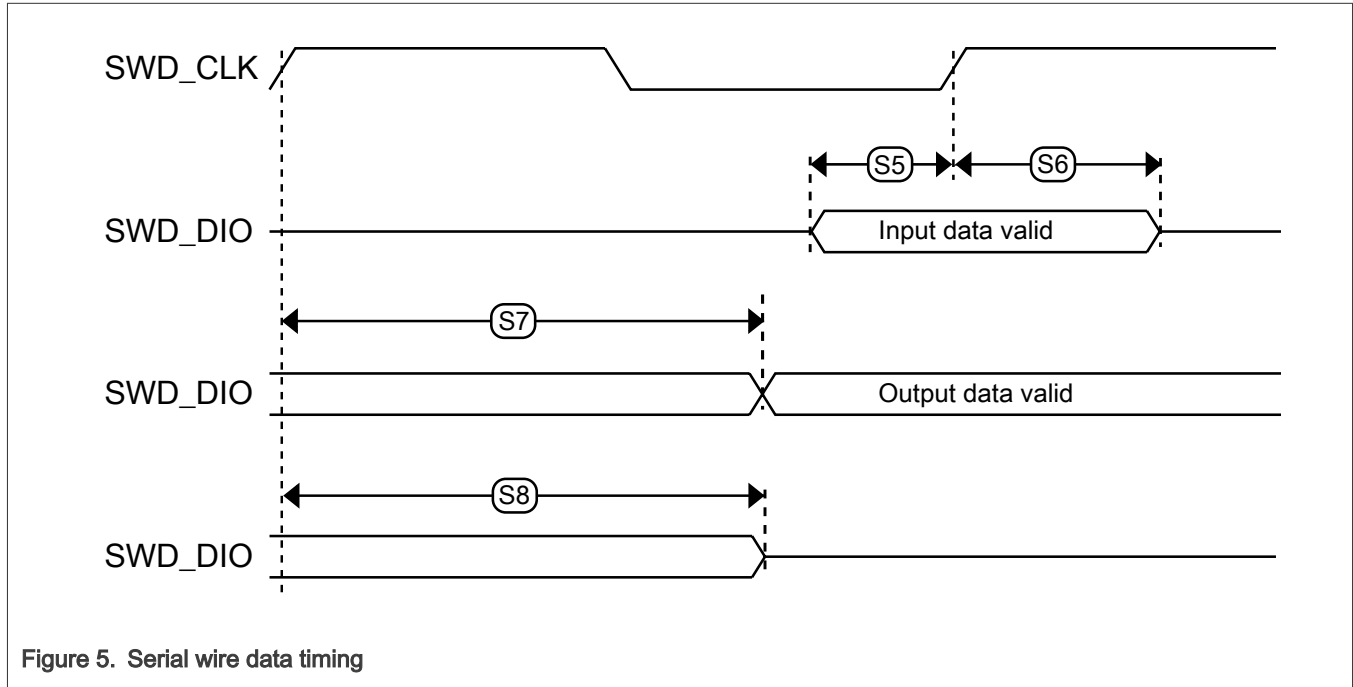 SWD_CLK
S5 S6
SWD_DIO Input data valid
S7
SWD_DIO Output data valid
S8
SWD_DIO
Figure 5. Serial wire data timing